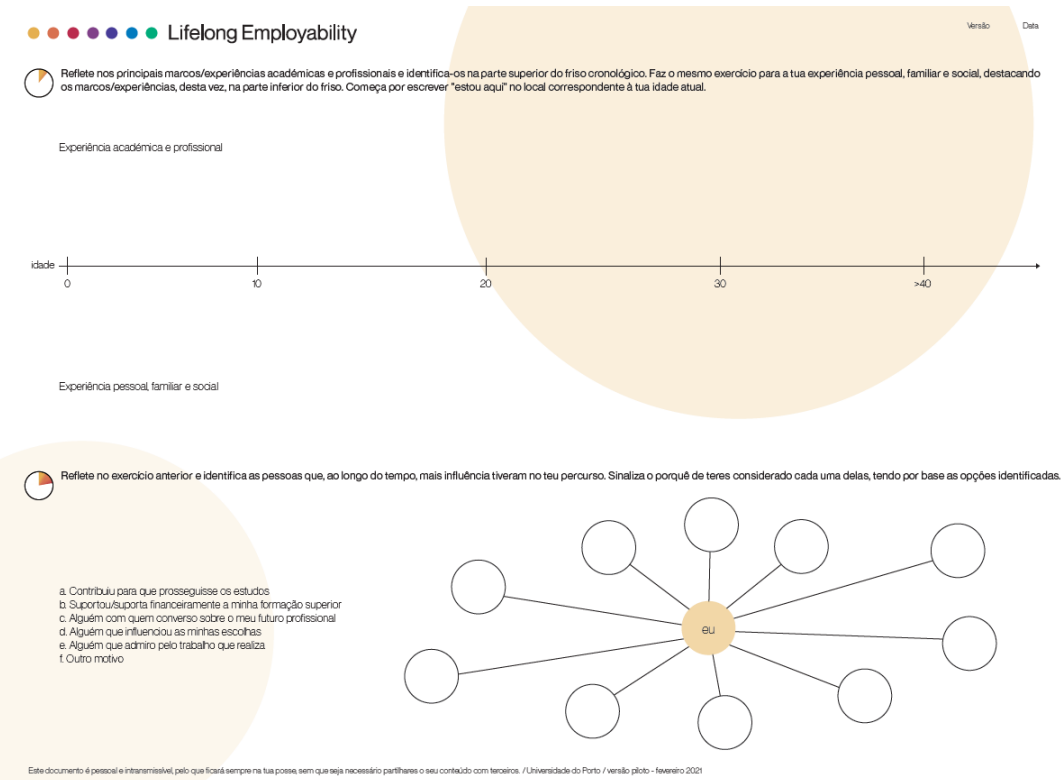 Lifelong Employability
Versão Data
Reflete nos principais marcos/experiências académicas e profissionais e identifica-os na parte superior do friso cronológico. Faz o mesmo exercício para a tua experiência pessoal, familiar e social, destacando
os marcos/experiências, desta vez, na parte inferior do friso. Começa por escrever "estou aqui" no local correspondente à tua idade atual.
Experiência académica e profissional
idade
0 10 20 30 >40
Experiência pessoal, familiar e social
Reflete no exercício anterior e identifica as pessoas que, ao longo do tempo, mais influência tiveram no teu percurso. Sinaliza o porquê de teres considerado cada uma delas, tendo por base as opções identificadas.
a. Contribuiu para que prosseguisse os estudos
b. Suportou/suporta financeiramente a minha formação superior
c. Alguém com quem converso sobre o meu futuro profissional
d. Alguém que influenciou as minhas escolhas
e. Alguém que admiro pelo trabalho que realiza
f. Outro motivo
eu
Este documento é pessoal e intransmissível, pelo que ficará sempre na tua posse, sem que seja necessário partilhares o seu conteúdo com terceiros. / Universidade do Porto / versão piloto - fevereiro 2021